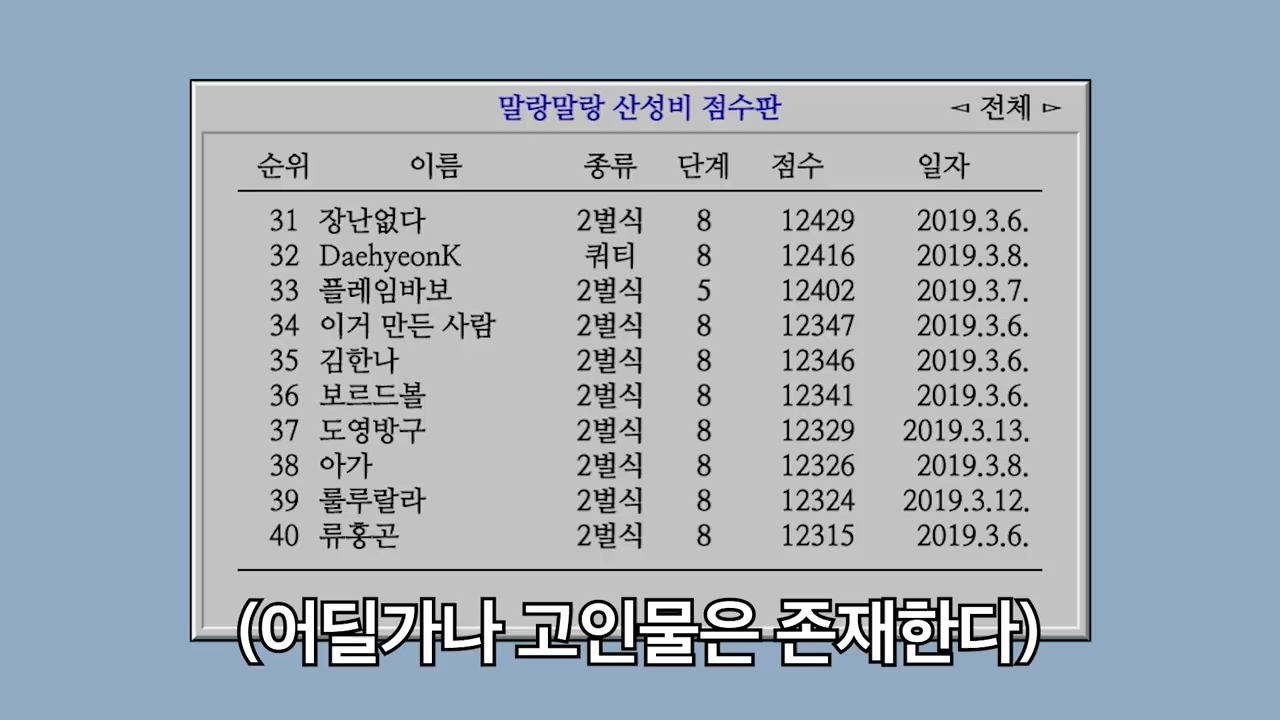 말랑말랑 산성비 점수판 ◅ 전체 ▻
순위 이름 종류 단계 점수 일자
31 장난없다 2벌식 8 12429 2019.3.6.
32 DaehyeonK 쿼티 8 12416 2019.3.8.
33 플레임바보 2벌식 5 12402 2019.3.7.
34 이거 만든 사람 2벌식 8 12347 2019.3.6.
35 김한나 2벌식 8 12346 2019.3.6.
36 보르드볼 2벌식 8 12341 2019.3.6.
37 도영방구 2벌식 8 12329 2019.3.13.
38 아가 2벌식 8 12326 2019.3.8.
39 룰루랄라 2벌식 8 12324 2019.3.12.
40 류홍곤 2벌식 8 12315 2019.3.6.
(어딜가나 고인물은 존재한다)